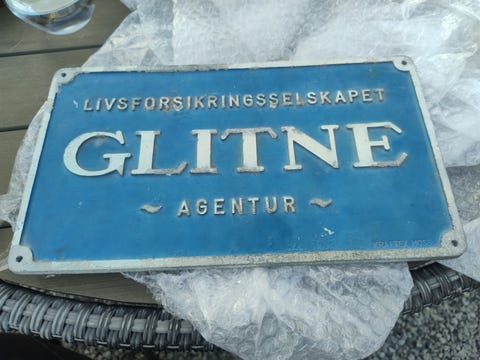 LIVSFORSIKRINGSSELSKAPET
GLITNE
~ AGENTUR ~